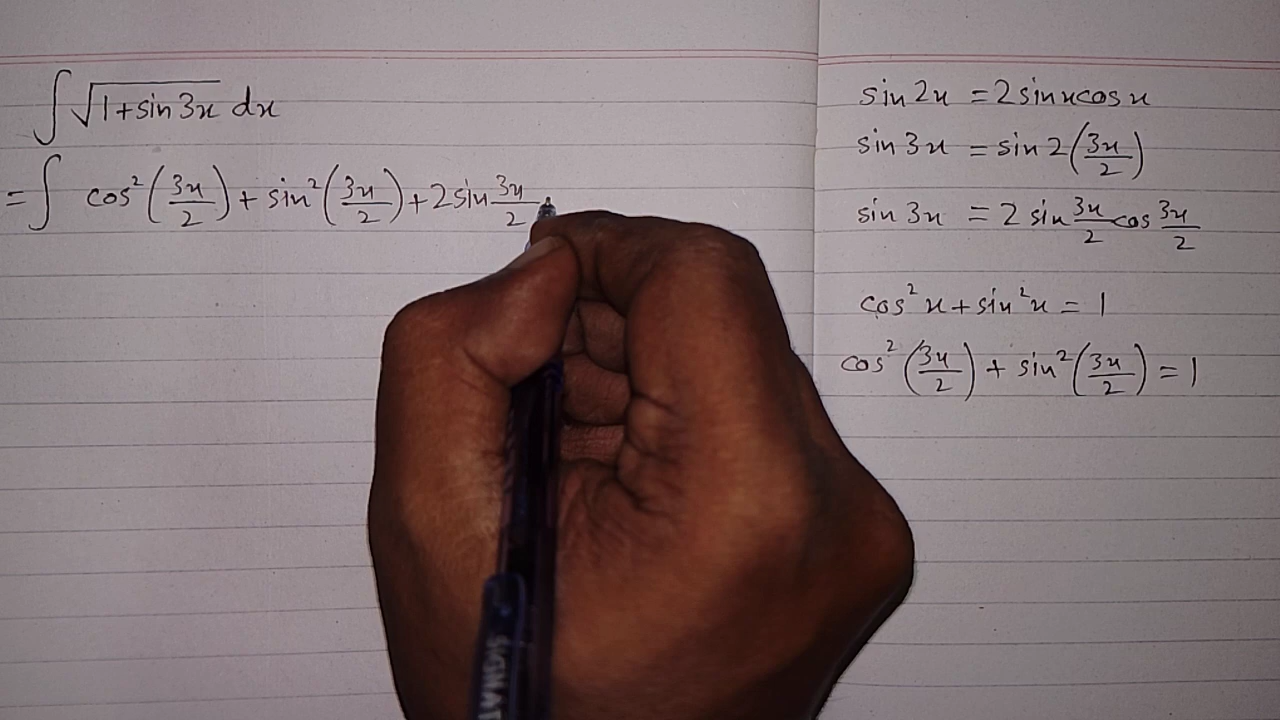 ∫ √(1+sin 3x) dx
= ∫ cos² (3x/2) + sin² (3x/2) + 2 sin 3x/2
sin 2x = 2 sin x cos x
sin 3x = sin 2 (3x/2)
sin 3x = 2 sin 3x/2 cos 3x/2
cos² x + sin² x = 1
cos² (3x/2) + sin² (3x/2) = 1